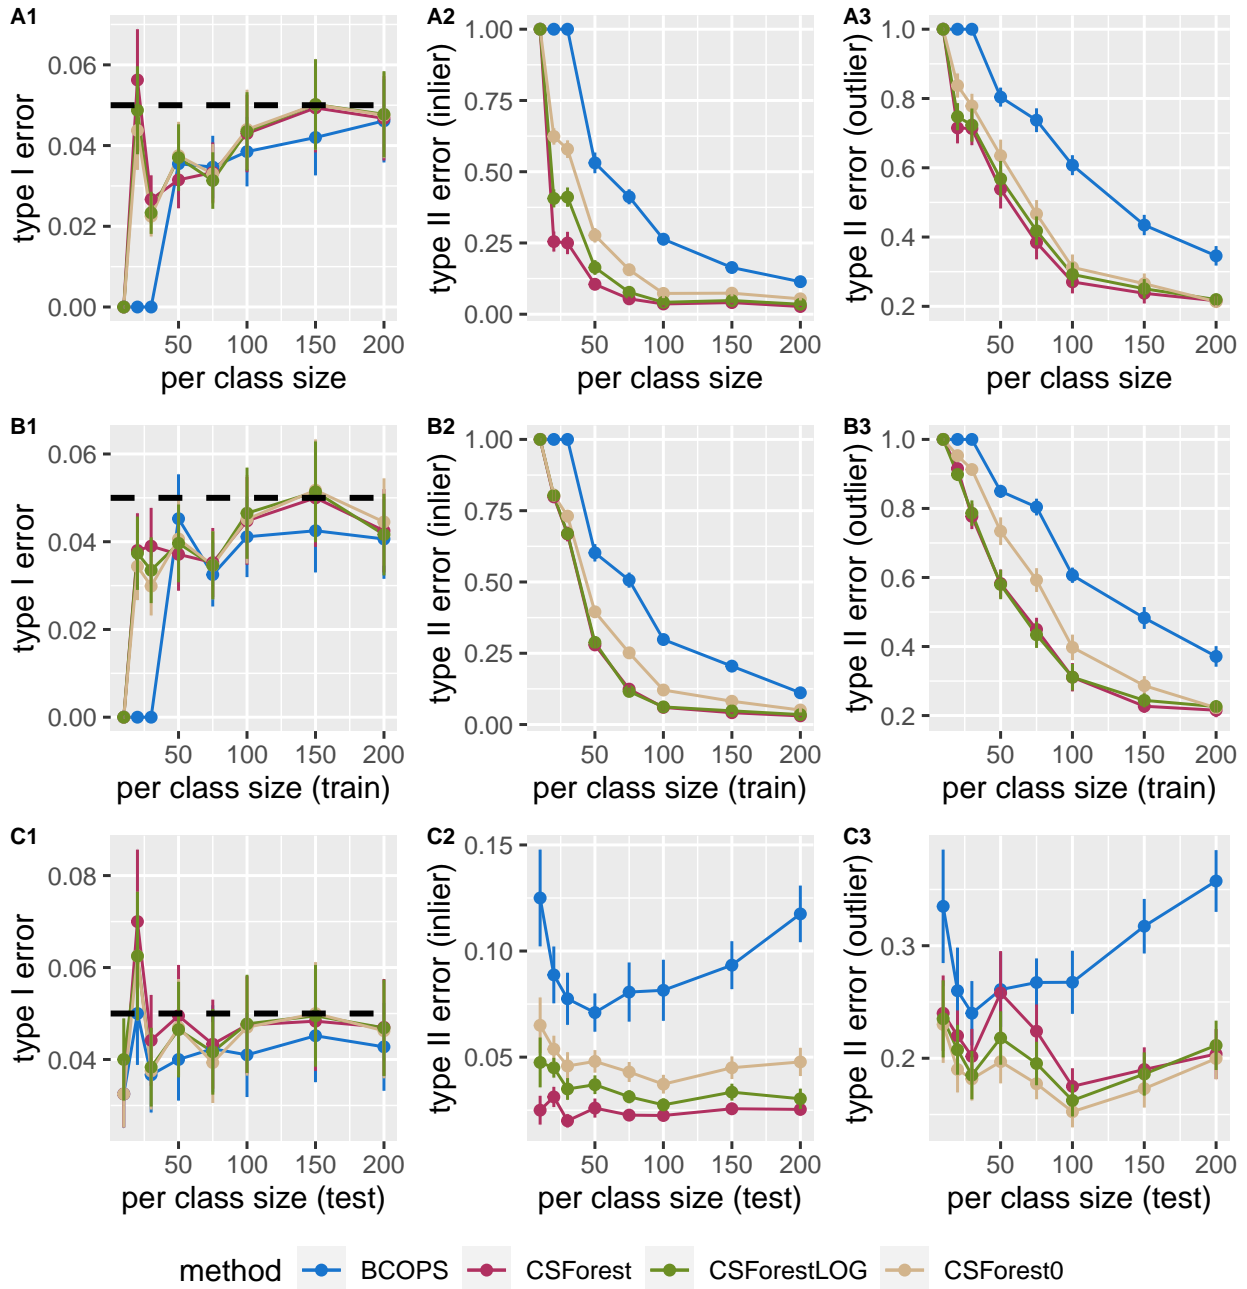 A1
type I error
0.06
0.04
0.02
0.00
50
100
150
200
per class size
A2
type II error (inlier)
1.00
0.75
0.50
0.25
0.00
50
100
150
200
per class size
A3
type II error (outlier)
1.0
0.8
0.6
0.4
0.2
50
100
150
200
per class size
B1
type I error
0.06
0.04
0.02
0.00
50
100
150
200
per class size (train)
B2
type II error (inlier)
1.00
0.75
0.50
0.25
0.00
50
100
150
200
per class size (train)
B3
type II error (outlier)
1.0
0.8
0.6
0.4
0.2
50
100
150
200
per class size (train)
C1
type I error
0.08
0.06
0.04
50
100
150
200
per class size (test)
C2
type II error (inlier)
0.15
0.10
0.05
50
100
150
200
per class size (test)
C3
type II error (outlier)
0.3
0.2
50
100
150
200
per class size (test)
method BCOPS CSForest CSForestLOG CSForest0